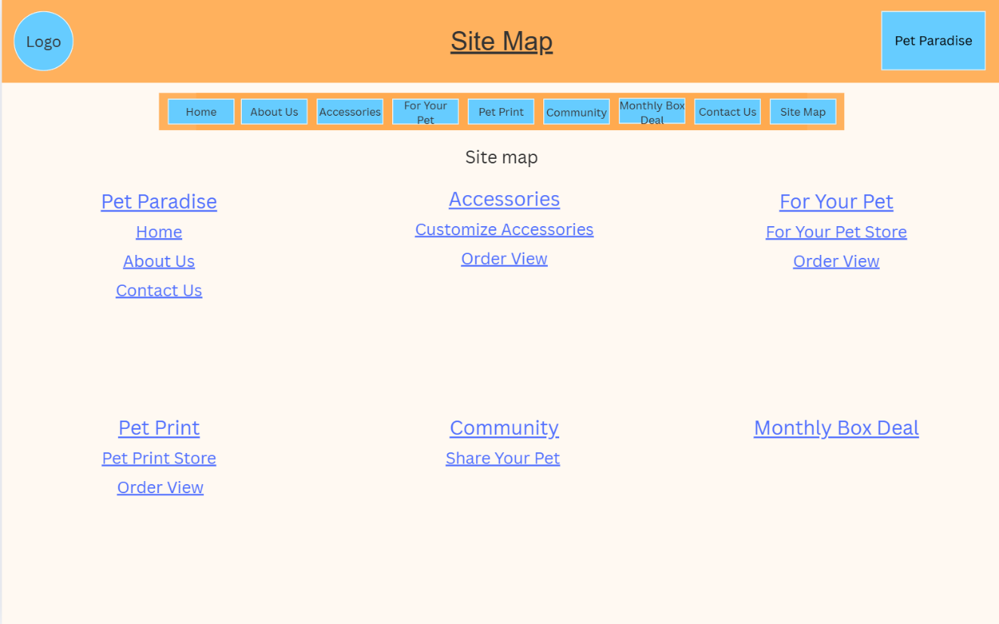 Logo
Site Map
Pet Paradise
Home
About Us
Accessories
For Your
Pet
Pet Print
Community
Monthly Box
Deal
Contact Us
Site Map
Site map
Pet Paradise
Home
About Us
Contact Us
Accessories
Customize Accessories
Order View
For Your Pet
For Your Pet Store
Order View
Pet Print
Pet Print Store
Order View
Community
Share Your Pet
Monthly Box Deal